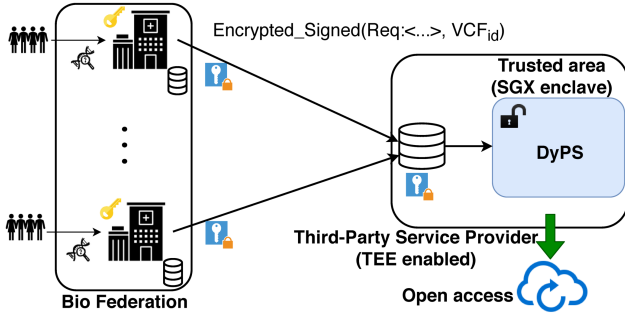 Encrypted_Signed(Req:<...>, VCF_id)
Trusted area
(SGX enclave)
DyPS
Third-Party Service Provider
(TEE enabled)
Open access
Bio Federation